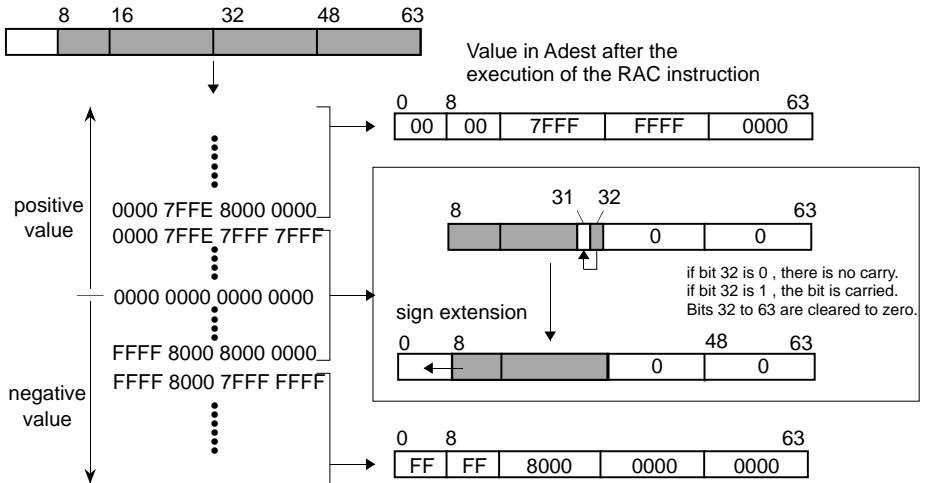 8 16 32 48 63
Value in Adest after the
execution of the RAC instruction
0 8 63
00 00 7FFF FFFF 0000
positive
value
0000 7FFE 8000 0000
0000 7FFE 7FFF 7FFF
0000 0000 0000 0000
FFFF 8000 8000 0000
FFFF 8000 7FFF FFFF
negative
value
31 32
8 63
0 0
if bit 32 is 0 , there is no carry.
if bit 32 is 1 , the bit is carried.
Bits 32 to 63 are cleared to zero.
sign extension
0 8 48 63
0 0
0 8 63
FF FF 8000 0000 0000